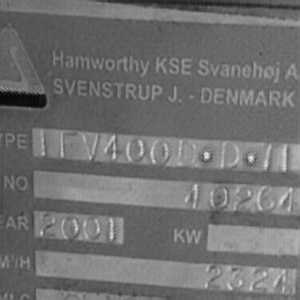 Hamworthy KSE Svanehøj A
SVENSTRUP J. - DENMARK
YPE
NO 40264
EAR 2001 KW
M³/H 2324